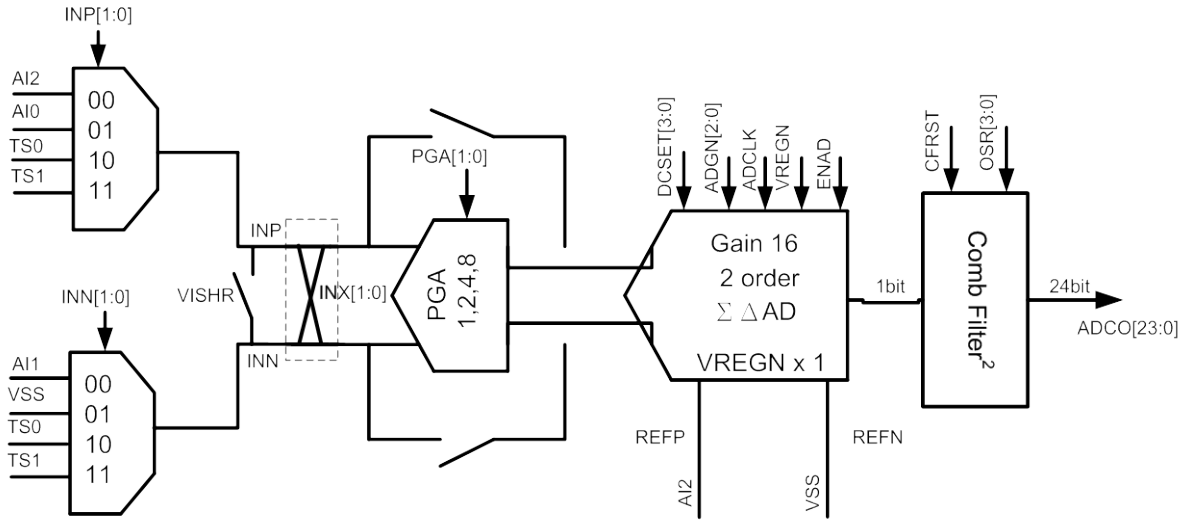 INP[1:0]
AI2
AI0
TS0
TS1
00
01
10
11
INN[1:0]
AI1
VSS
TS0
TS1
00
01
10
11
INP
VISHR
INN
INX[1:0]
PGA[1:0]
PGA
1,2,4,8
DCSET[3:0]
ADGN[2:0]
ADCLK
VREGN
ENAD
Gain 16
2 order
Σ Δ AD
VREGN x 1
REFP
AI2
REFN
VSS
1bit
CFRST
OSR[3:0]
Comb Filter²
24bit
ADCO[23:0]